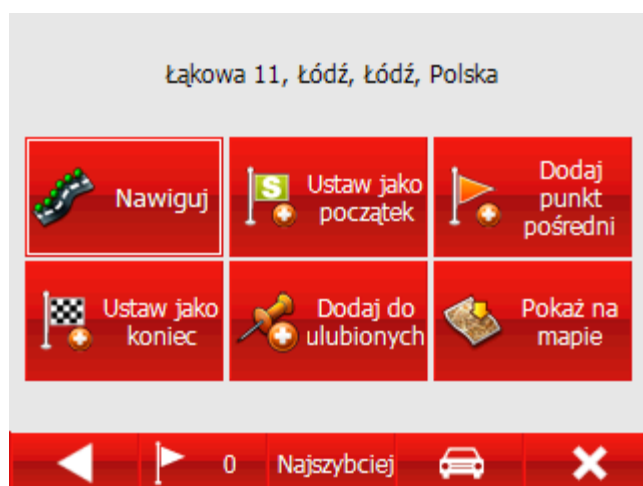 Łąkowa 11, Łódź, Łódź, Polska
Nawiguj
Ustaw jako
początek
Dodaj
punkt
pośredni
Ustaw jako
koniec
Dodaj do
ulubionych
Pokaż na
mapie
0
Najszybciej